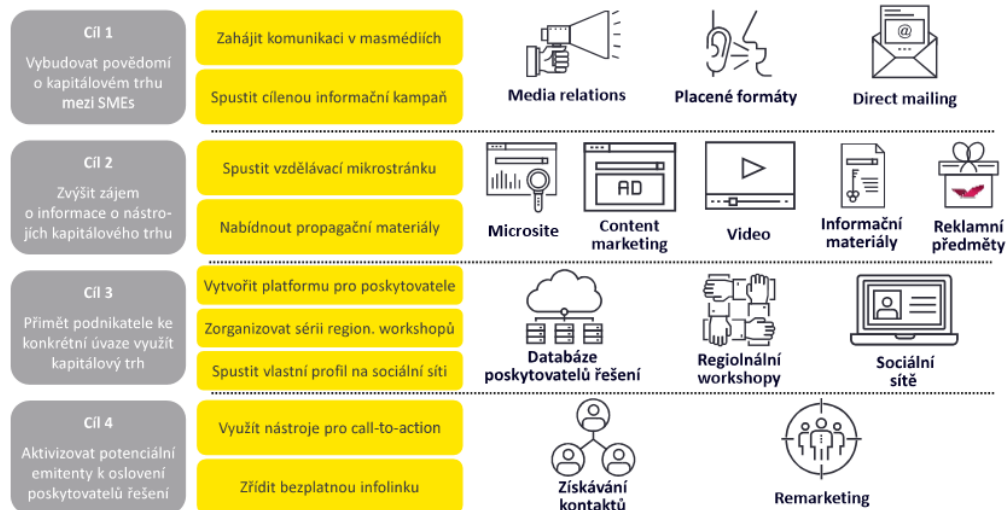 Cíl 1
Vybudovat povědomí
o kapitálovém trhu
mezi SMEs
Zahájit komunikaci v masmédiích
Spustit cílenou informační kampaň
Media relations
Placené formáty
@
Direct mailing
Cíl 2
Zvýšit zájem
o informace o nástro-
jích kapitálového trhu
Spustit vzdělávací mikrostránku
Nabídnout propagační materiály
Microsite
AD
Content
marketing
Video
Informační
materiály
Reklamní
předměty
Cíl 3
Přimět podnikatele ke
konkrétní úvaze využít
kapitálový trh
Vytvořit platformu pro poskytovatele
Zorganizovat sérii region. workshopů
Spustit vlastní profil na sociální síti
Databáze
poskytovatelů řešení
Regiolnální
workshopy
Sociální
sítě
Cíl 4
Aktivizovat potenciální
emitenty k oslovení
poskytovatelů řešení
Využít nástroje pro call-to-action
Zřídit bezplatnou infolinku
Získávání
kontaktů
Remarketing